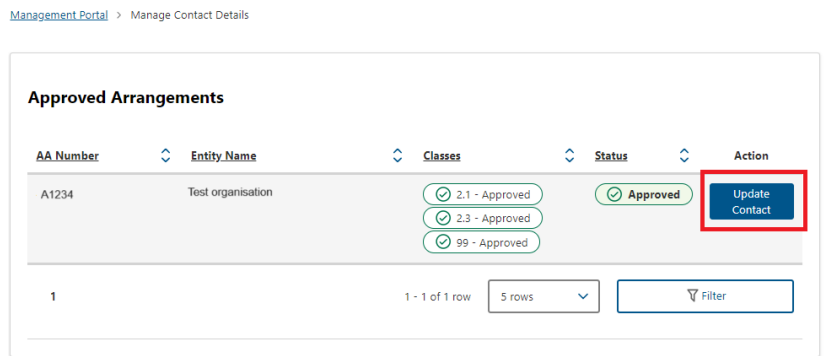 Management Portal > Manage Contact Details
Approved Arrangements
AA Number Entity Name Classes Status Action
A1234 Test organisation 2.1 - Approved Approved Update Contact
2.3 - Approved
99 - Approved
1 1 - 1 of 1 row 5 rows Filter